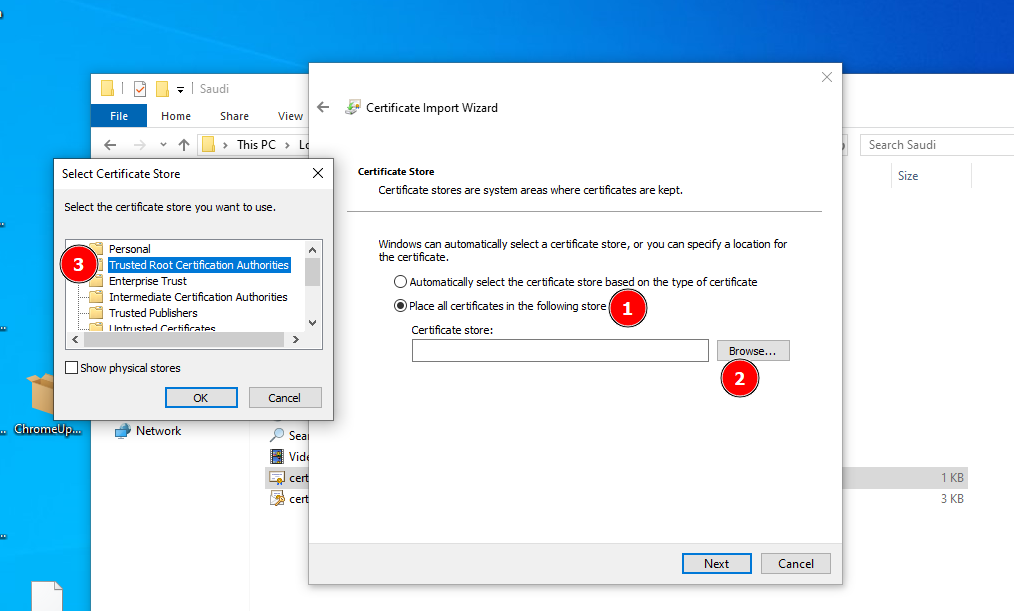 Saudi
File Home Share View
This PC
Search Saudi
Size
Network
ChromeUp...
1 KB
3 KB
Certificate Import Wizard
Certificate Store
Certificate stores are system areas where certificates are kept.
Windows can automatically select a certificate store, or you can specify a location for
the certificate.
Automatically select the certificate store based on the type of certificate
Place all certificates in the following store
1
Certificate store:
Browse...
2
Next Cancel
Select Certificate Store
Select the certificate store you want to use.
Personal
3
Trusted Root Certification Authorities
Enterprise Trust
Intermediate Certification Authorities
Trusted Publishers
Untrusted Certificates
Show physical stores
OK Cancel